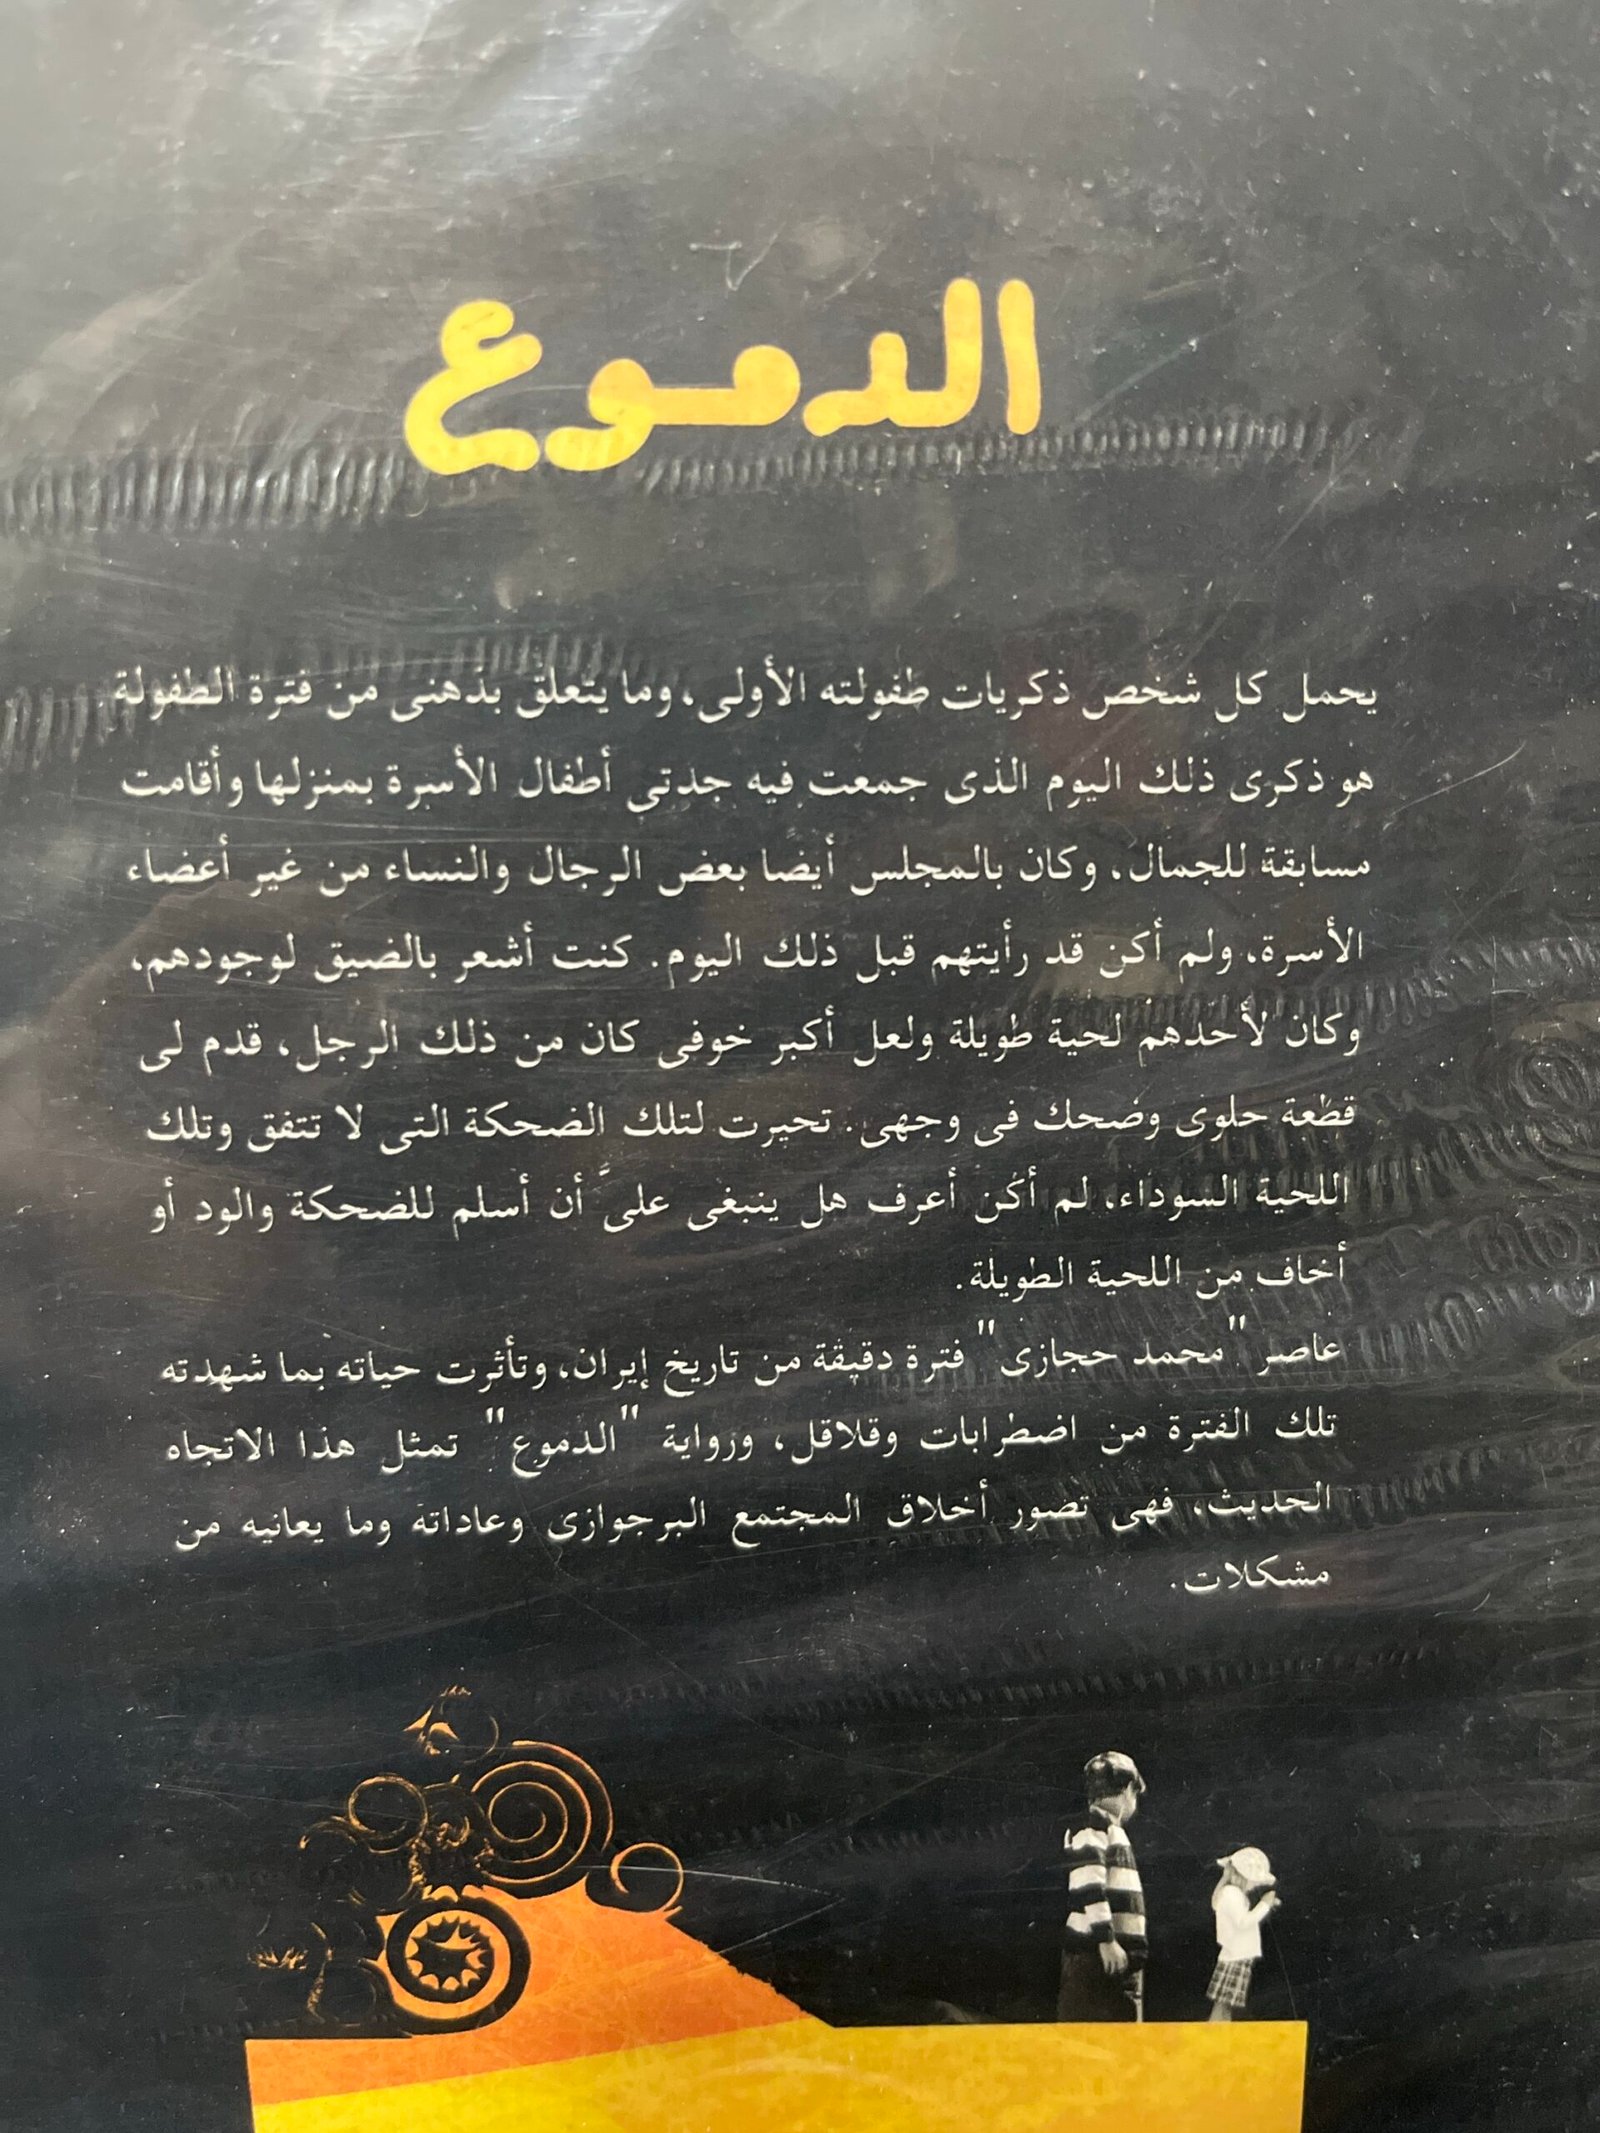 الدموع
يحمل كل شخص ذكريات طفولته الأولى، وما يتعلق بذهنى من فترة الطفولة
هو ذكرى ذلك اليوم الذى جمعت فيه جدتى أطفال الأسرة بمنزلها وأقامت
مسابقة للجمال، وكان بالمجلس أيضًا بعض الرجال والنساء من غير أعضاء
الأسرة، ولم أكن قد رأيتهم قبل ذلك اليوم. كنت أشعر بالضيق لوجودهم،
وكان لأحدهم لحية طويلة ولعل أكبر خوفى كان من ذلك الرجل، قدم لى
قطعة حلوى وضحك فى وجهى. تحيرت لتلك الضحكة التى لا تتفق وتلك
اللحية السوداء، لم أكن أعرف هل ينبغى علىَّ أن أسلم للضحكة والود أو
أخاف من اللحية الطويلة.
عاصر "محمد حجازى" فترة دقيقة من تاريخ إيران، وتأثرت حياته بما شهدته
تلك الفترة من اضطرابات وقلاقل، ورواية "الدموع" تمثل هذا الاتجاه
الحديث، فهى تصور أخلاق المجتمع البرجوازى وعاداته وما يعانيه من
مشكلات.